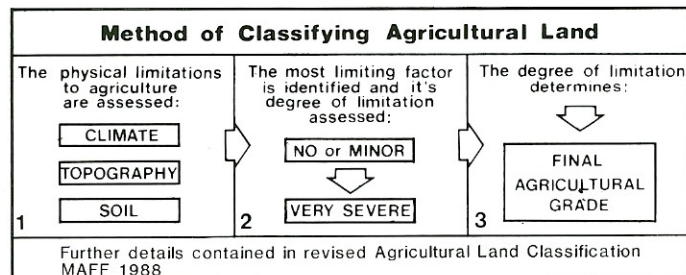 Method of Classifying Agricultural Land
The physical limitations
to agriculture
are assessed:
CLIMATE
TOPOGRAPHY
SOIL
1
The most limiting factor
is identified and it's
degree of limitation
assessed:
NO or MINOR
VERY SEVERE
2
The degree of limitation
determines:
FINAL
AGRICULTURAL
GRADE
3
Further details contained in revised Agricultural Land Classification
MAFF 1988